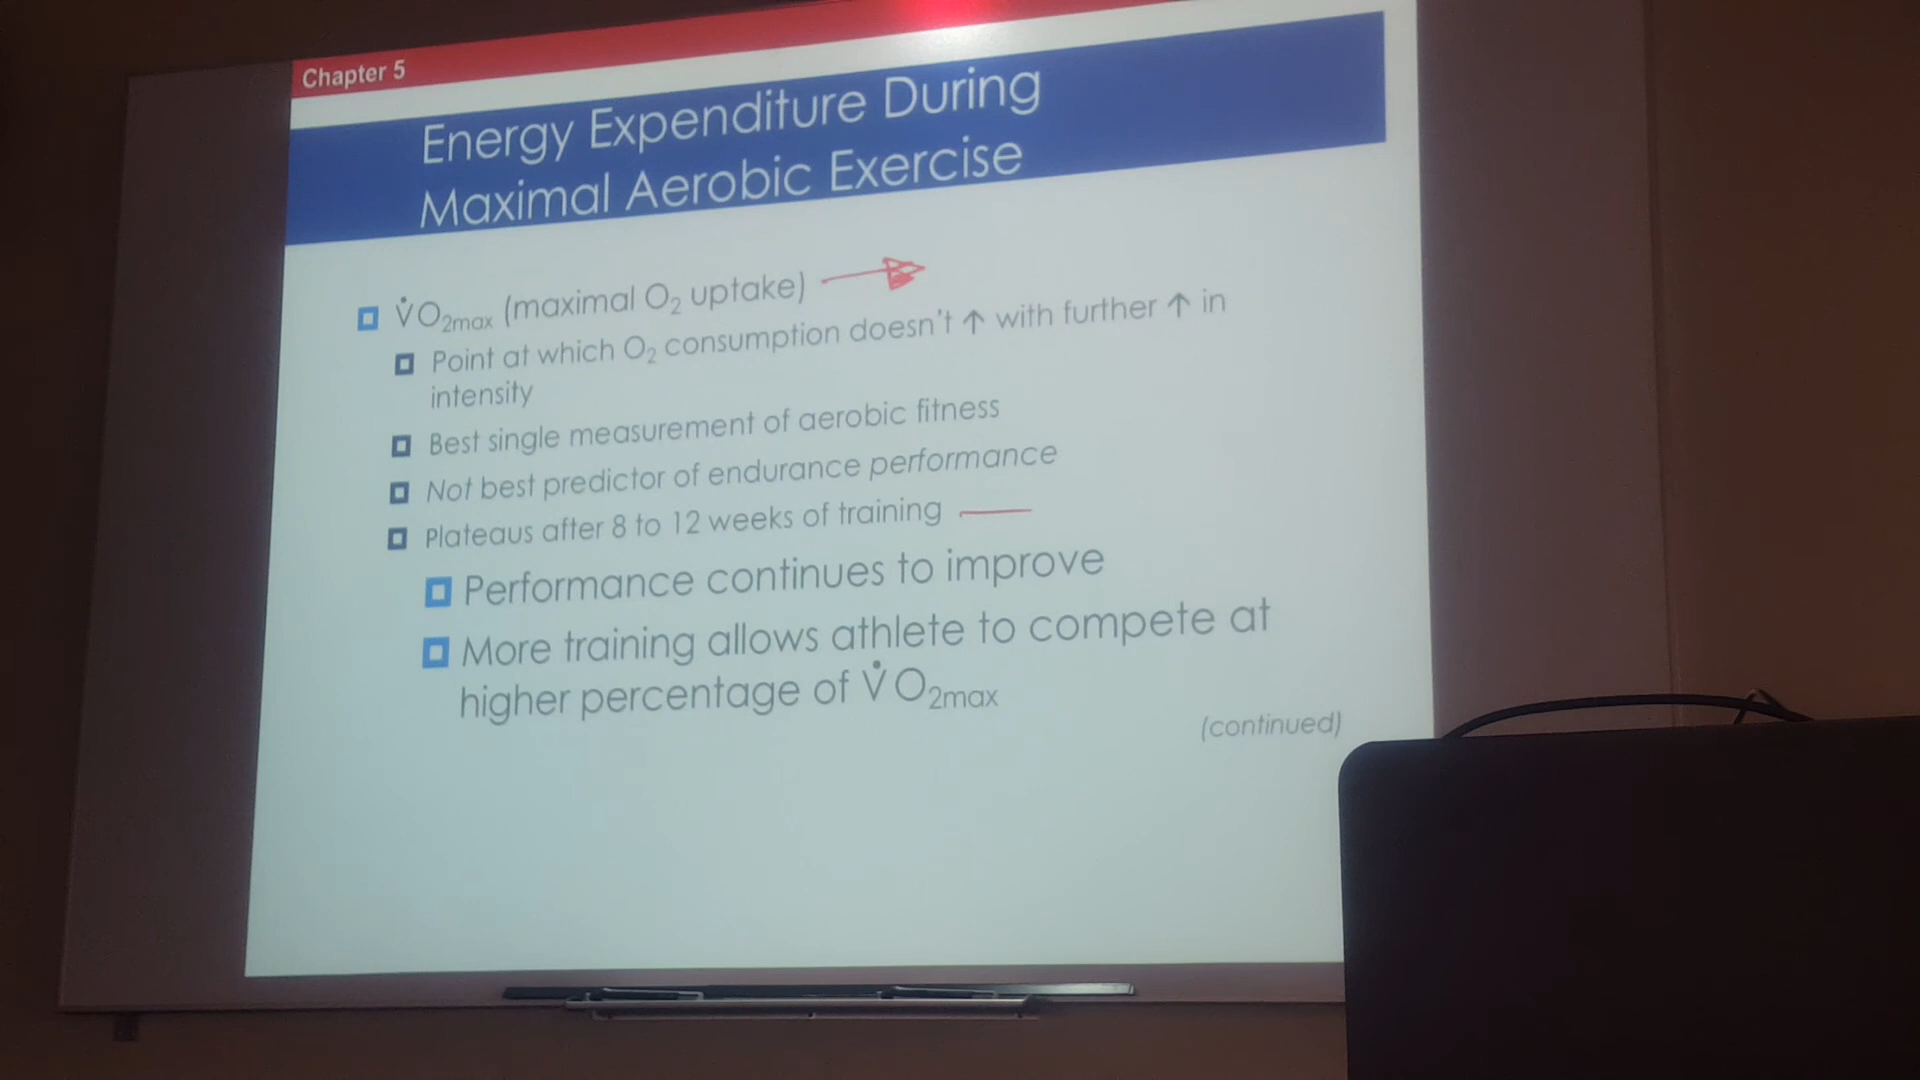 Chapter 5
Energy Expenditure During
Maximal Aerobic Exercise
V̇O₂max (maximal O₂ uptake)
Point at which O₂ consumption doesn't ↑ with further ↑ in
intensity
Best single measurement of aerobic fitness
Not best predictor of endurance performance
Plateaus after 8 to 12 weeks of training
Performance continues to improve
More training allows athlete to compete at
higher percentage of V̇O₂max
(continued)